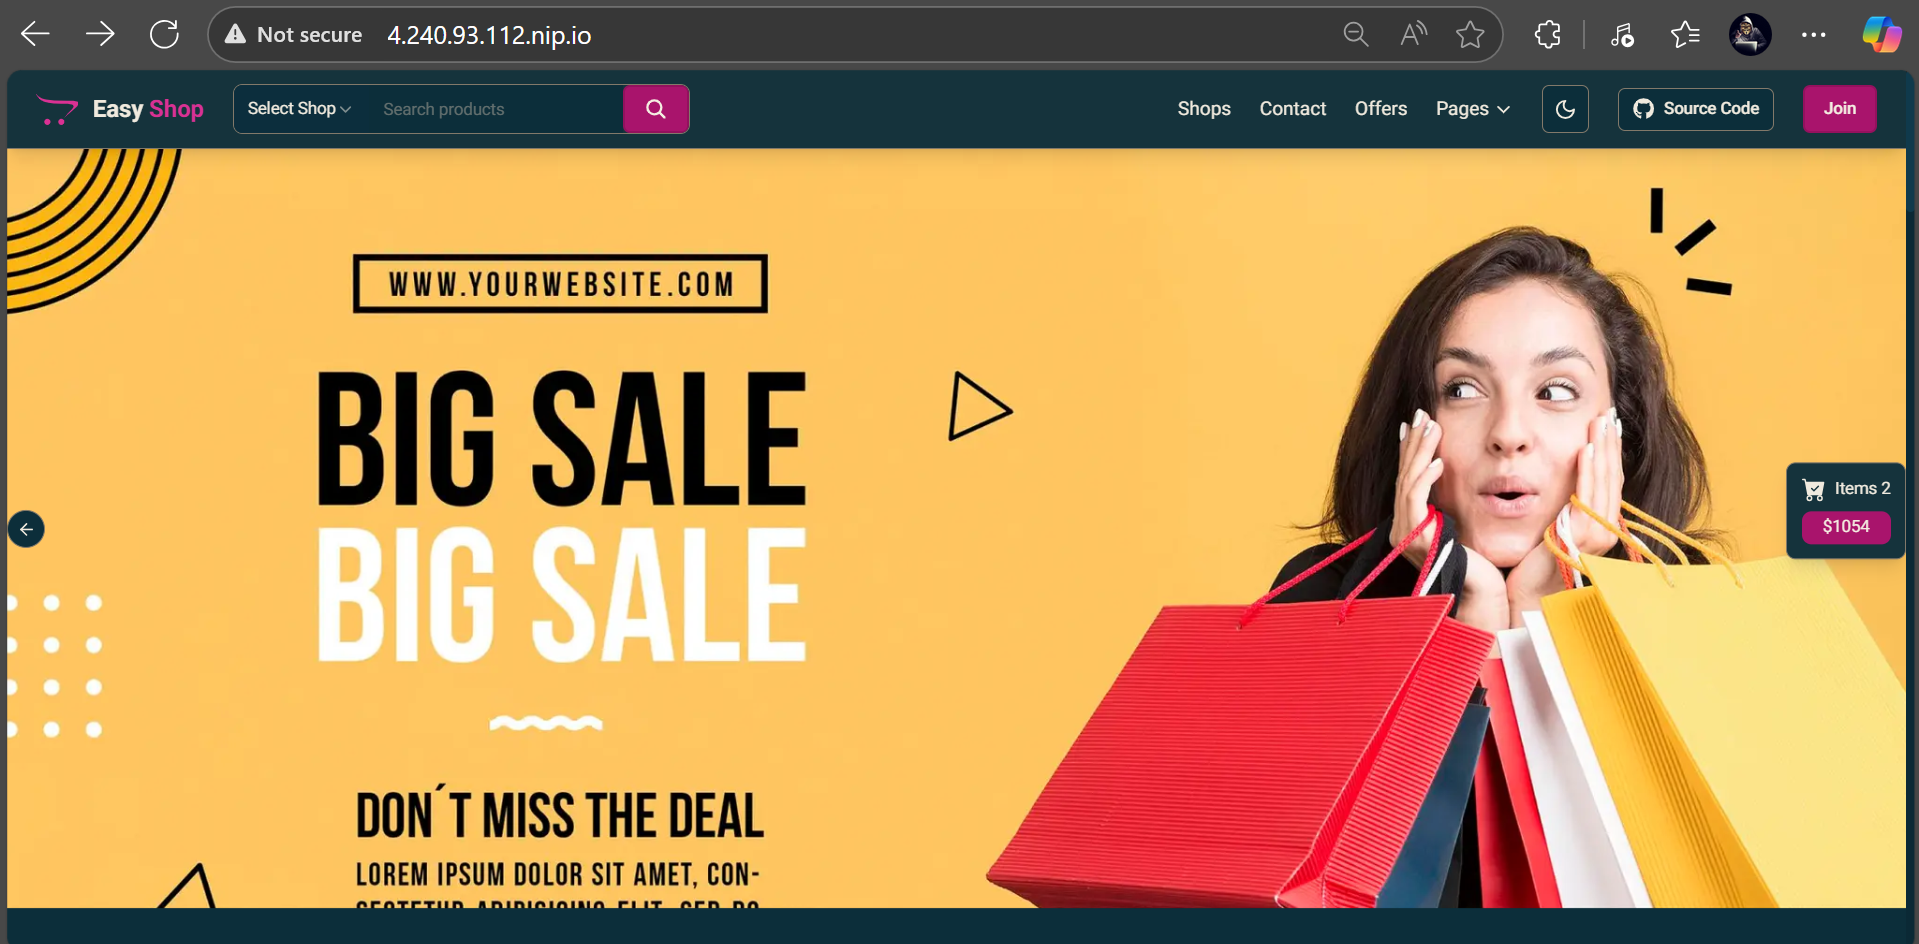 Not secure 4.240.93.112.nip.io
Easy Shop Select Shop Search products Shops Contact Offers Pages Source Code Join
WWW.YOURWEBSITE.COM
BIG SALE
BIG SALE
Items 2
$1054
DON´T MISS THE DEAL
LOREM IPSUM DOLOR SIT AMET, CON-